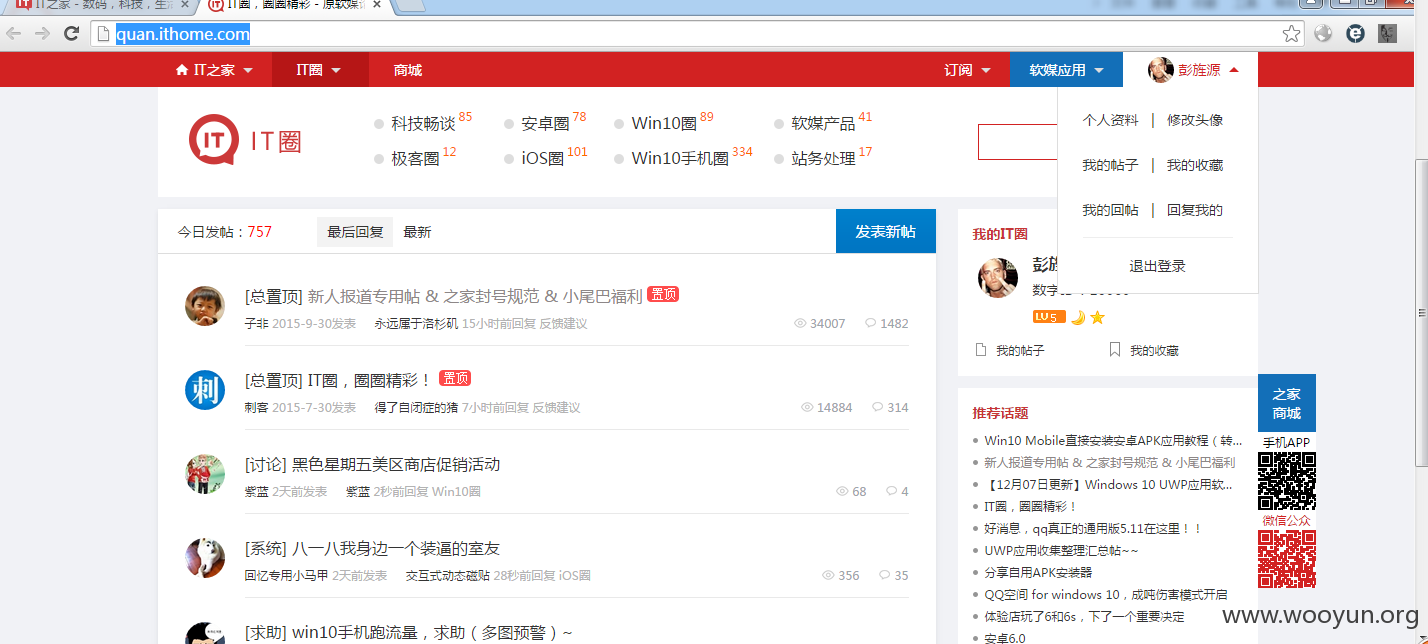 IT之家 - 数码，科技，生活
IT圈，圈圈精彩 - 原软媒论
quan.ithome.com
IT之家 IT圈 商城 订阅 软媒应用 彭旌源
个人资料 | 修改头像
我的帖子 | 我的收藏
我的回帖 | 回复我的
退出登录
IT圈
科技畅谈 85 安卓圈 78 Win10圈 89 软媒产品 41
极客圈 12 iOS圈 101 Win10手机圈 334 站务处理 17
今日发帖：757 最后回复 最新 发表新帖
[总置顶] 新人报道专用帖 & 之家封号规范 & 小尾巴福利 置顶
子非 2015-9-30发表 永远属于洛杉矶 15小时前回复 反馈建议 34007 1482
[总置顶] IT圈，圈圈精彩！ 置顶
刺
刺客 2015-7-30发表 得了自闭症的猪 7小时前回复 反馈建议 14884 314
[讨论] 黑色星期五美区商店促销活动
紫蓝 2天前发表 紫蓝 2秒前回复 Win10圈 68 4
[系统] 八一八我身边一个装逼的室友
回忆专用小马甲 2天前发表 交互式动态磁贴 28秒前回复 iOS圈 356 35
[求助] win10手机跑流量，求助（多图预警）~
我的IT圈
彭旌
数字
LV5
我的帖子 我的收藏
推荐话题
Win10 Mobile直接安装安卓APK应用教程（转...
新人报道专用帖 & 之家封号规范 & 小尾巴福利
【12月07日更新】Windows 10 UWP应用软...
IT圈，圈圈精彩！
好消息，qq真正的通用版5.11在这里！！
UWP应用收集整理汇总帖~~
分享自用APK安装器
QQ空间 for windows 10，成吨伤害模式开启
体验店玩了6和6s，下了一个重要决定
安卓6.0
之家
商城
手机APP
微信公众
www.wooyun.org